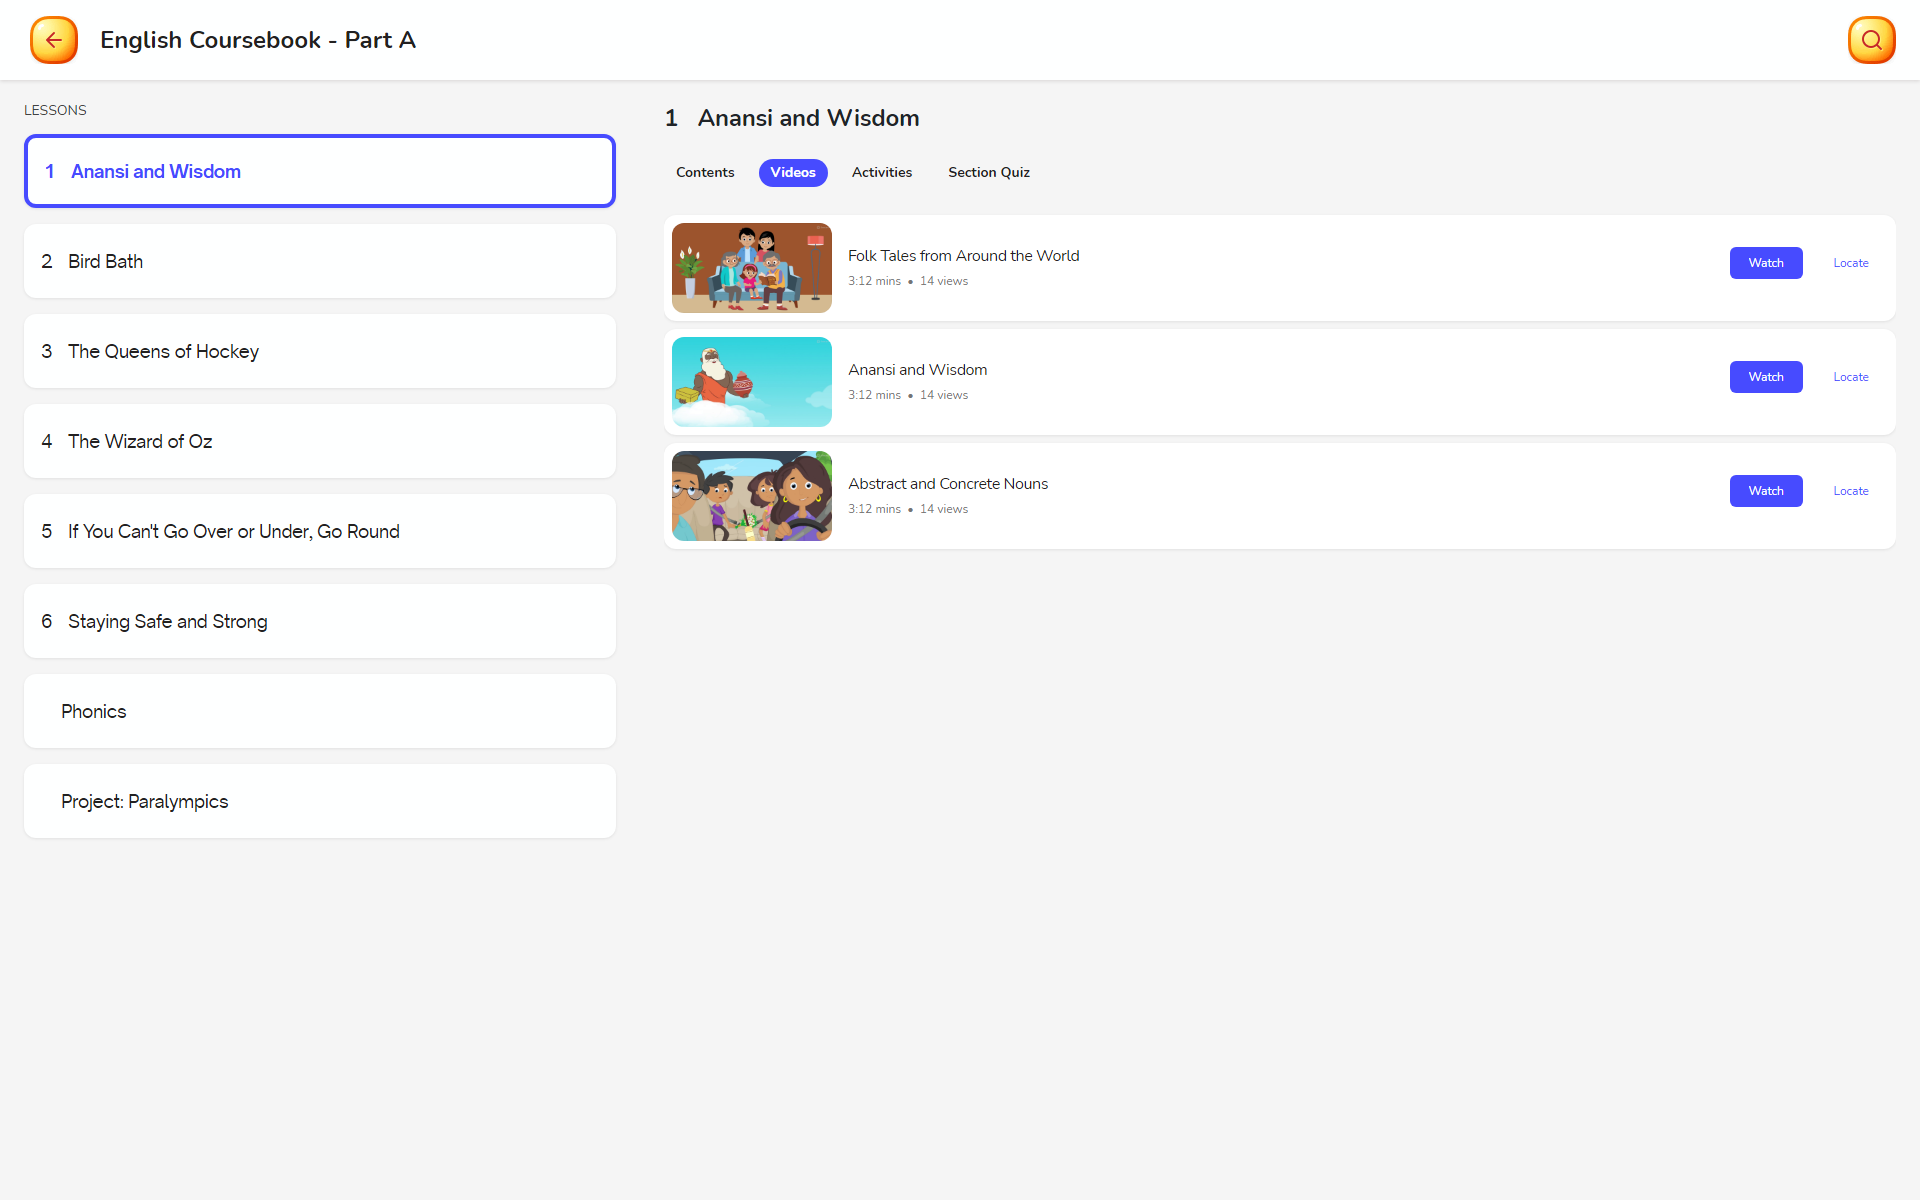 English Coursebook - Part A
LESSONS
1 Anansi and Wisdom
2 Bird Bath
3 The Queens of Hockey
4 The Wizard of Oz
5 If You Can't Go Over or Under, Go Round
6 Staying Safe and Strong
Phonics
Project: Paralympics
1 Anansi and Wisdom
Contents Videos Activities Section Quiz
Folk Tales from Around the World
3:12 mins • 14 views
Watch Locate
Anansi and Wisdom
3:12 mins • 14 views
Watch Locate
Abstract and Concrete Nouns
3:12 mins • 14 views
Watch Locate